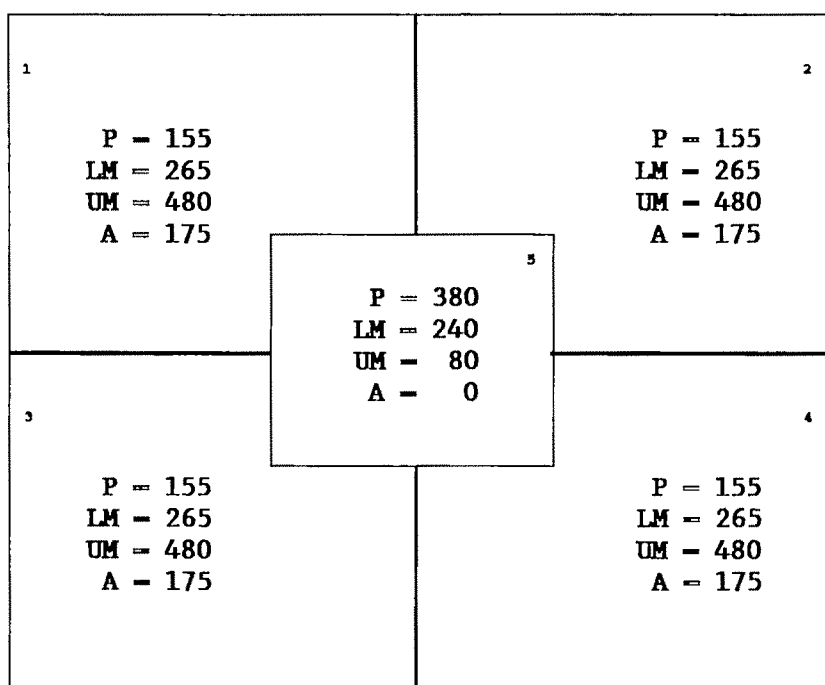 1
P = 155
LM = 265
UM = 480
A = 175
2
P = 155
LM = 265
UM = 480
A = 175
5
P = 380
LM = 240
UM = 80
A = 0
3
P = 155
LM = 265
UM = 480
A = 175
4
P = 155
LM = 265
UM = 480
A = 175